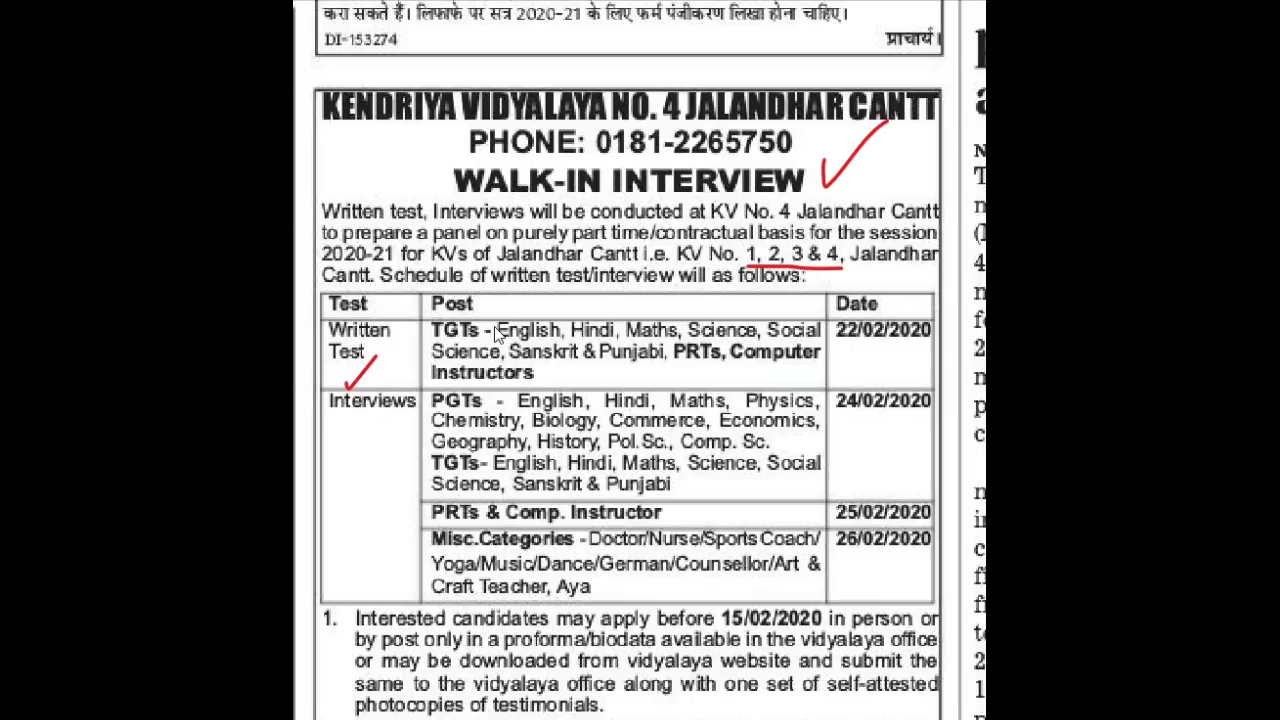 करा सकते हैं। लिफाफे पर सत्र 2020-21 के लिए फर्म पंजीकरण लिखा होना चाहिए।
DI-153274 प्राचार्य।
KENDRIYA VIDYALAYA NO. 4 JALANDHAR CANTT
PHONE: 0181-2265750
WALK-IN INTERVIEW
Written test, Interviews will be conducted at KV No. 4 Jalandhar Cantt
to prepare a panel on purely part time/contractual basis for the session
2020-21 for KVs of Jalandhar Cantt i.e. KV No. 1, 2, 3 & 4, Jalandhar
Cantt. Schedule of written test/interview will as follows:
Test Post Date
Written TGTs - English, Hindi, Maths, Science, Social 22/02/2020
Test Science, Sanskrit & Punjabi, PRTs, Computer
Instructors
Interviews PGTs - English, Hindi, Maths, Physics, 24/02/2020
Chemistry, Biology, Commerce, Economics,
Geography, History, Pol.Sc., Comp. Sc.
TGTs- English, Hindi, Maths, Science, Social
Science, Sanskrit & Punjabi
PRTs & Comp. Instructor 25/02/2020
Misc.Categories -Doctor/Nurse/Sports Coach/ 26/02/2020
Yoga/Music/Dance/German/Counsellor/Art &
Craft Teacher, Aya
1. Interested candidates may apply before 15/02/2020 in person or
by post only in a proforma/biodata available in the vidyalaya office
or may be downloaded from vidyalaya website and submit the
same to the vidyalaya office along with one set of self-attested
photocopies of testimonials.